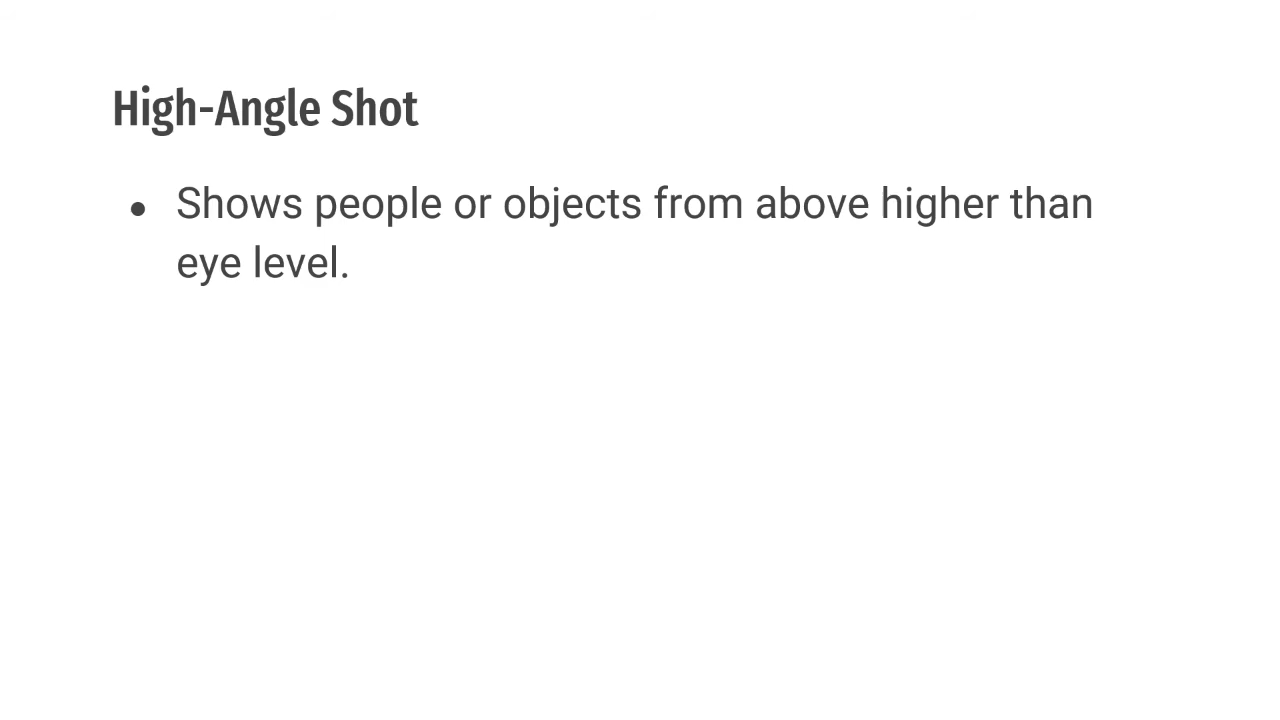 High-Angle Shot
● Shows people or objects from above higher than
eye level.